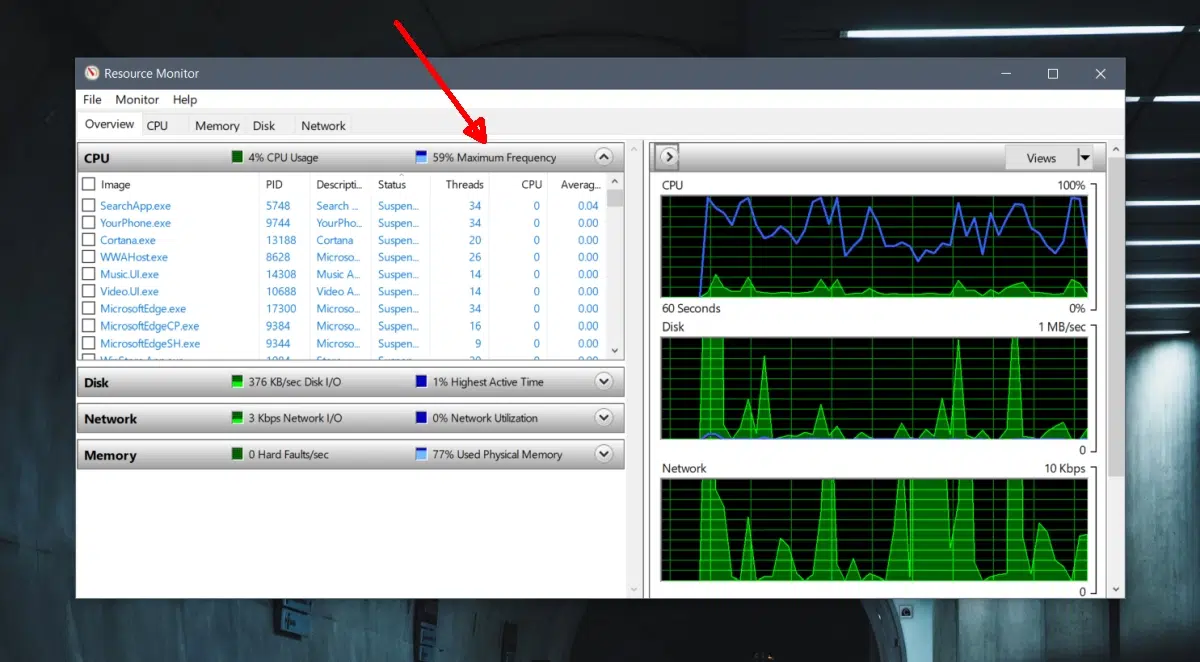 Resource Monitor
File Monitor Help
Overview CPU Memory Disk Network
CPU 4% CPU Usage 59% Maximum Frequency
Image PID Descripti... Status Threads CPU Averag...
SearchApp.exe 5748 Search ... Suspen... 34 0 0.04
YourPhone.exe 9744 YourPho... Suspen... 34 0 0.00
Cortana.exe 13188 Cortana Suspen... 20 0 0.00
WWAHost.exe 8628 Microso... Suspen... 26 0 0.00
Music.UI.exe 14308 Music A... Suspen... 14 0 0.00
Video.UI.exe 10688 Video A... Suspen... 14 0 0.00
MicrosoftEdge.exe 17300 Microso... Suspen... 34 0 0.00
MicrosoftEdgeCP.exe 9384 Microso... Suspen... 16 0 0.00
MicrosoftEdgeSH.exe 9344 Microso... Suspen... 9 0 0.00
Disk 376 KB/sec Disk I/O 1% Highest Active Time
Network 3 Kbps Network I/O 0% Network Utilization
Memory 0 Hard Faults/sec 77% Used Physical Memory
Views
CPU 100%
60 Seconds 0%
Disk 1 MB/sec
0
Network 10 Kbps
0